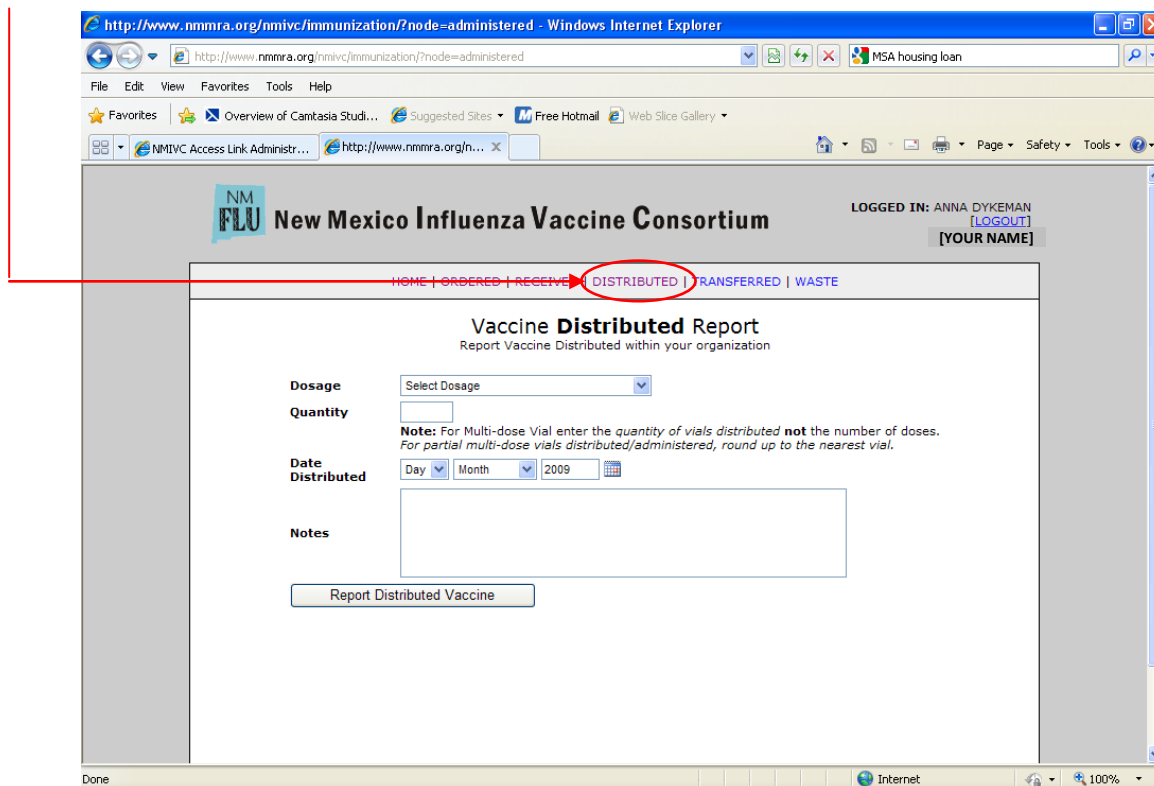 http://www.nmmra.org/nmivc/immunization/?node=administered - Windows Internet Explorer
http://www.nmmra.org/nmivc/immunization/?node=administered
MSA housing loan
File Edit View Favorites Tools Help
Favorites Overview of Camtasia Studi... Suggested Sites Free Hotmail Web Slice Gallery
NMIVC Access Link Administr... http://www.nmmra.org/n... X Page Safety Tools
NM
FLU New Mexico Influenza Vaccine Consortium
LOGGED IN: ANNA DYKEMAN
[LOGOUT]
[YOUR NAME]
HOME | ORDERED | RECEIVED | DISTRIBUTED | TRANSFERRED | WASTE
Vaccine Distributed Report
Report Vaccine Distributed within your organization
Dosage Select Dosage
Quantity
Note: For Multi-dose Vial enter the quantity of vials distributed not the number of doses.
For partial multi-dose vials distributed/administered, round up to the nearest vial.
Date
Distributed Day Month 2009
Notes
Report Distributed Vaccine
Done Internet 100%